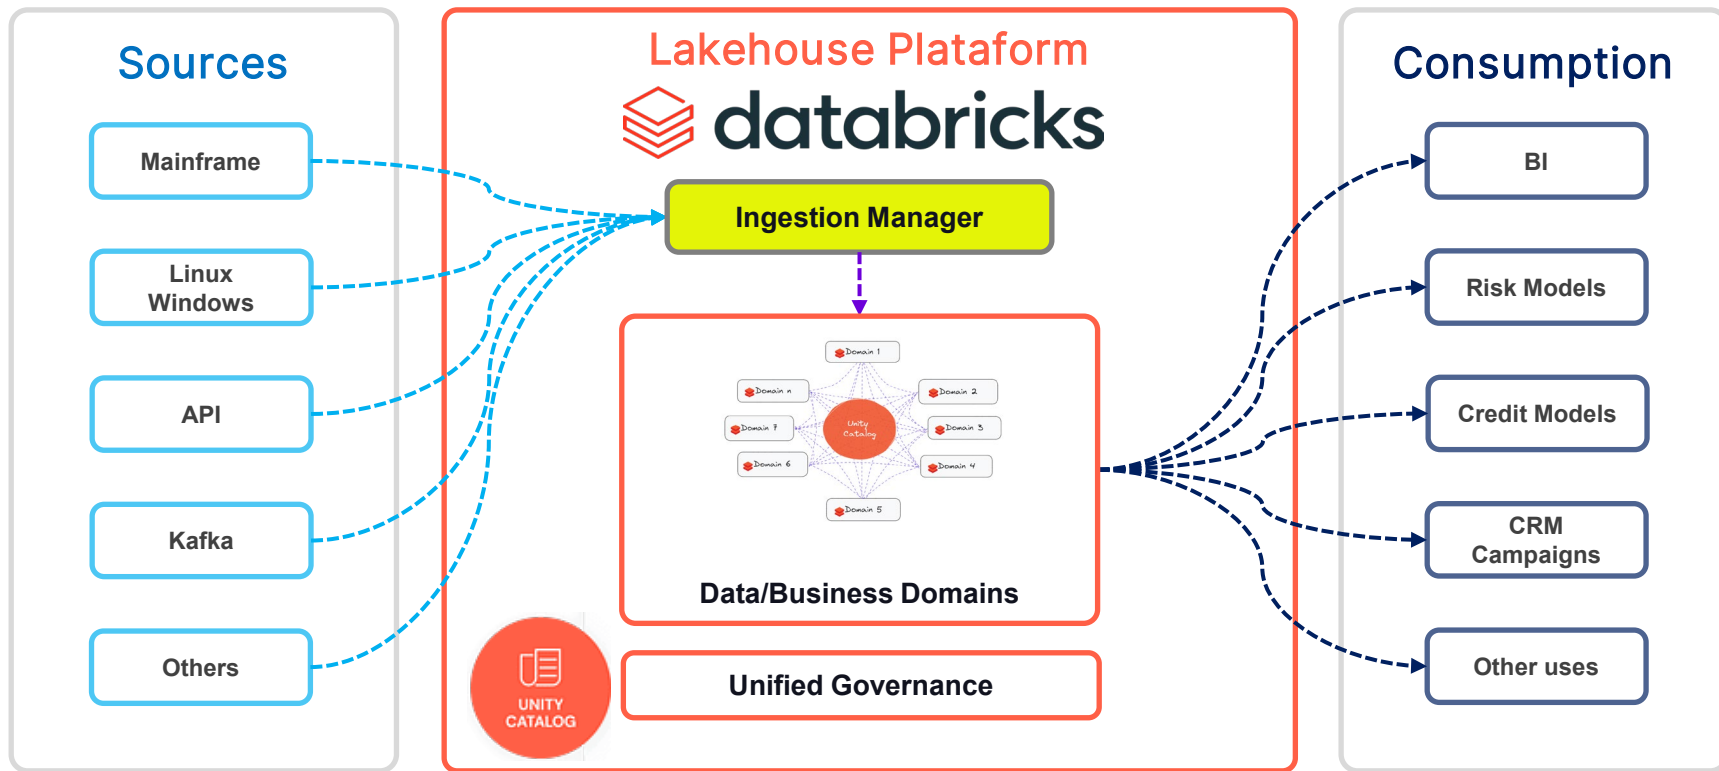 Sources
Mainframe
Linux
Windows
API
Kafka
Others
Lakehouse Plataform
databricks
Ingestion Manager
Domain 1
Domain n
Domain 2
Domain 7
Unity
Catalog
Domain 3
Domain 6
Domain 4
Domain 5
Data/Business Domains
UNITY
CATALOG
Unified Governance
Consumption
BI
Risk Models
Credit Models
CRM
Campaigns
Other uses